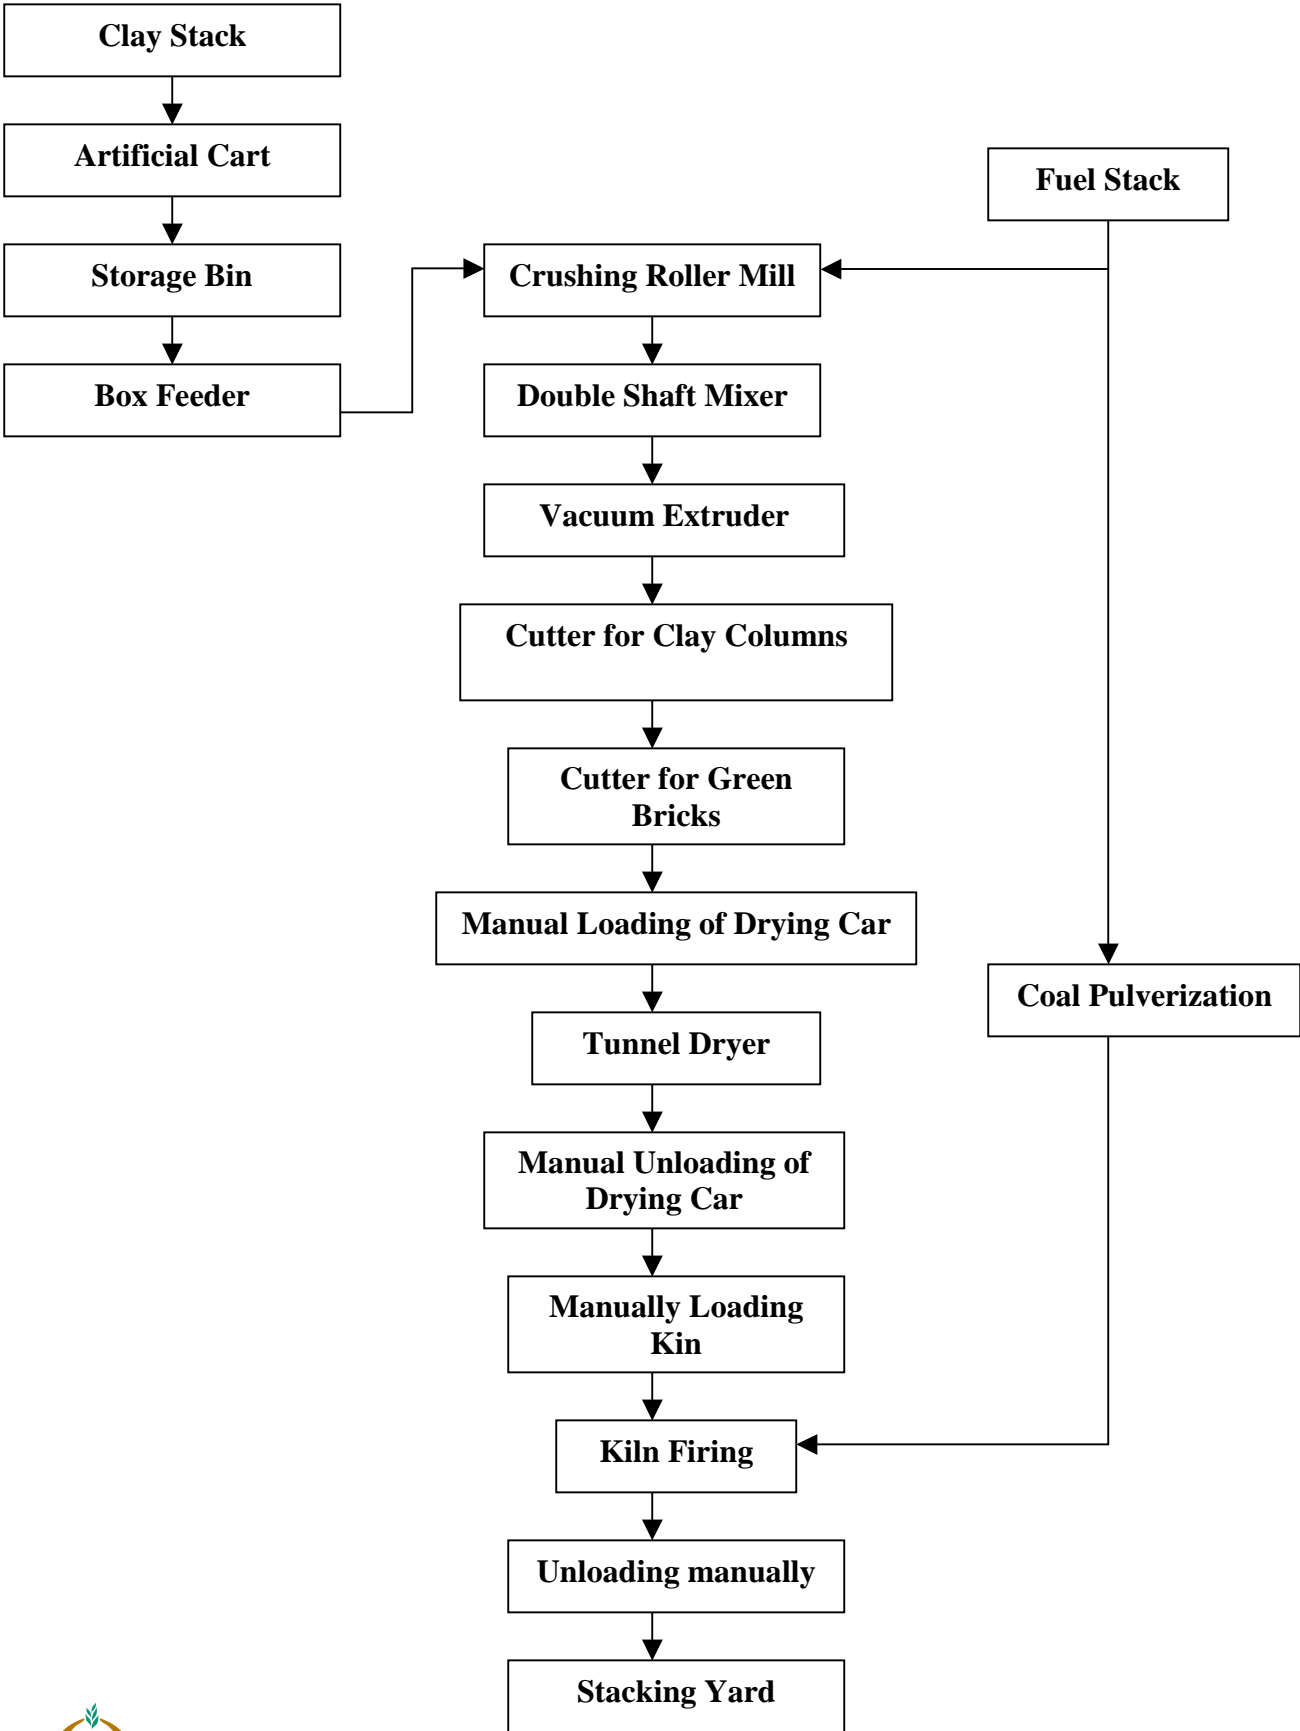 Clay Stack
Artificial Cart
Storage Bin
Box Feeder
Fuel Stack
Crushing Roller Mill
Double Shaft Mixer
Vacuum Extruder
Cutter for Clay Columns
Cutter for Green
Bricks
Manual Loading of Drying Car
Coal Pulverization
Tunnel Dryer
Manual Unloading of
Drying Car
Manually Loading
Kin
Kiln Firing
Unloading manually
Stacking Yard